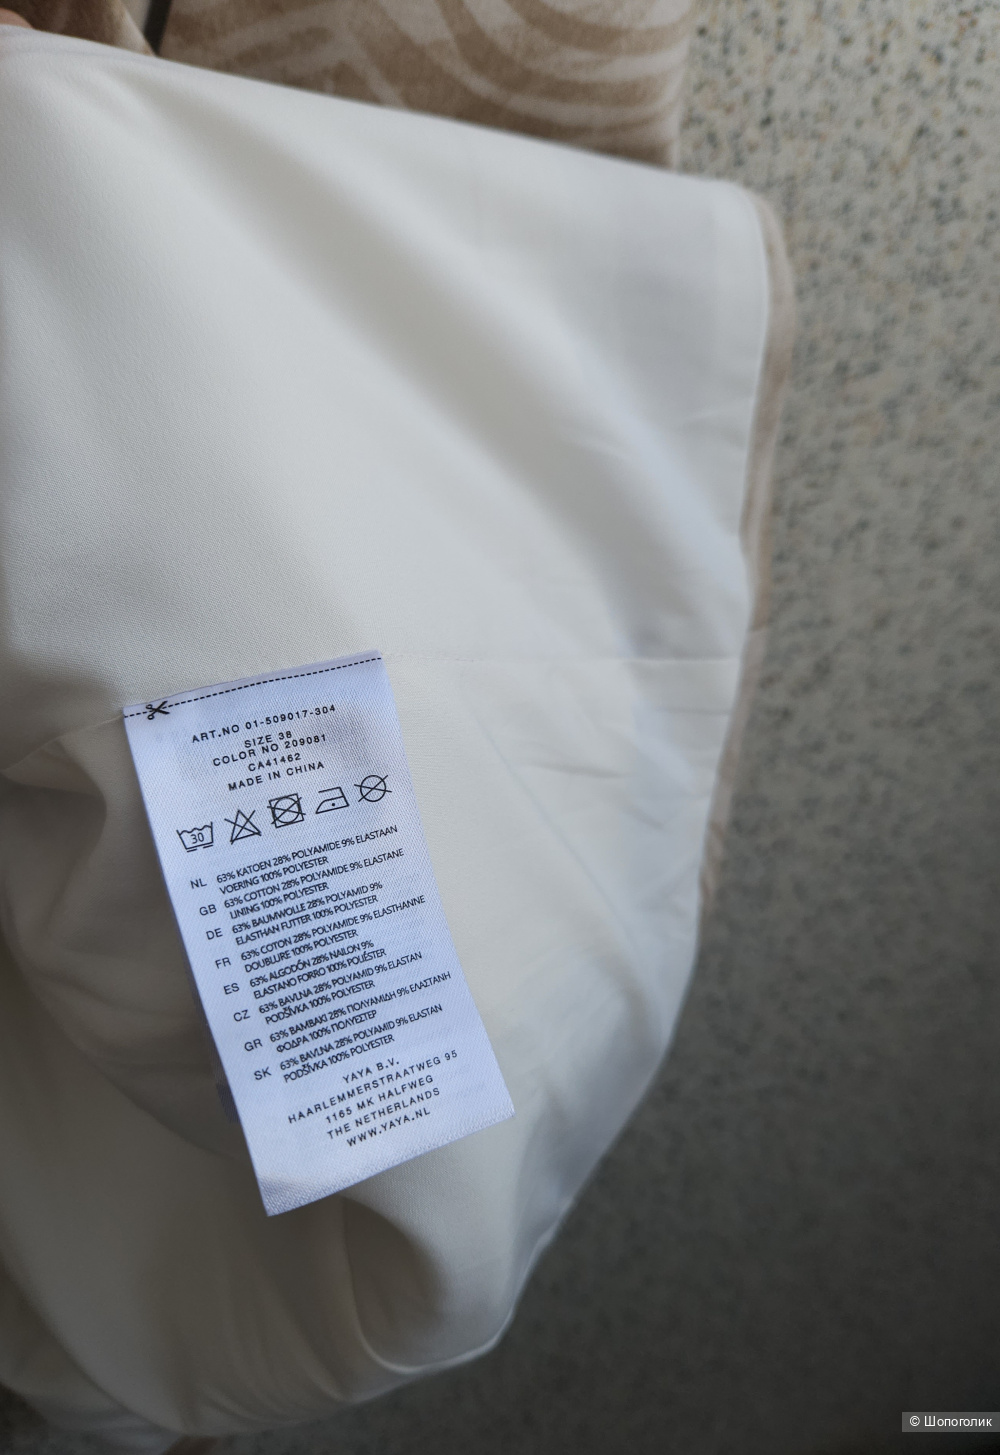 ART.NO 01-509017-304
SIZE 38
COLOR NO 209081
CA41462
MADE IN CHINA
30
NL 63% KATOEN 28% POLYAMIDE 9% ELASTAAN
VOERING 100% POLYESTER
GB 63% COTTON 28% POLYAMIDE 9% ELASTANE
LINING 100% POLYESTER
DE 63% BAUMWOLLE 28% POLYAMID 9%
ELASTHAN FUTTER 100% POLYESTER
FR 63% COTON 28% POLYAMIDE 9% ELASTHANNE
DOUBLURE 100% POLYESTER
ES 63% ALGODÓN 28% NAILON 9%
ELASTANO FORRO 100% POLIÉSTER
CZ 63% BAVLNA 28% POLYAMID 9% ELASTAN
PODŠÍVKA 100% POLYESTER
GR 63% ΒΑΜΒΑΚΙ 28% ΠΟΛΥΑΜΙΔΗ 9% ΕΛΑΣΤΑΝΗ
ΦΟΔΡΑ 100% ΠΟΛΥΕΣΤΕΡ
SK 63% BAVLNA 28% POLYAMID 9% ELASTAN
PODŠÍVKA 100% POLYESTER
YAYA B.V.
HAARLEMMERSTRAATWEG 95
1165 MK HALFWEG
THE NETHERLANDS
WWW.YAYA.NL
© Шопоголик